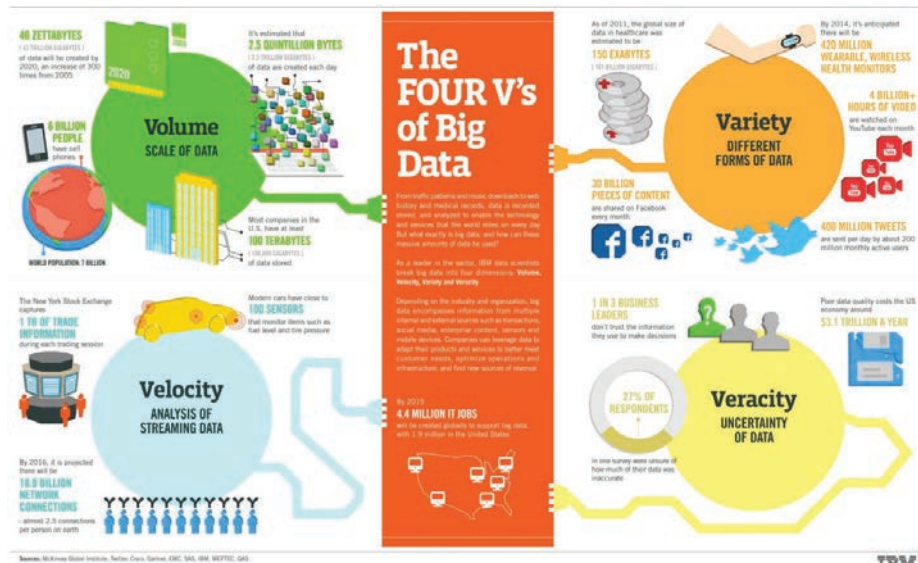 40 ZETTABYTES
[ 43 TRILLION GIGABYTES ]
of data will be created by
2020, an increase of 300
times from 2005
2020
It's estimated that
2.5 QUINTILLION BYTES
[ 2.3 TRILLION GIGABYTES ]
of data are created each day
6 BILLION
PEOPLE
have cell
phones
WORLD POPULATION: 7 BILLION
Volume
SCALE OF DATA
Most companies in the
U.S. have at least
100 TERABYTES
[ 100,000 GIGABYTES ]
of data stored
The New York Stock Exchange
captures
1 TB OF TRADE
INFORMATION
during each trading session
Modern cars have close to
100 SENSORS
that monitor items such as
fuel level and tire pressure
Velocity
ANALYSIS OF
STREAMING DATA
By 2016, it is projected
there will be
18.9 BILLION
NETWORK
CONNECTIONS
- almost 2.5 connections
per person on earth
The
FOUR V's
of Big
Data
From traffic patterns and music downloads to web
history and medical records, data is recorded,
stored, and analyzed to enable the technology
and services that the world relies on every day.
But what exactly is big data, and how can these
massive amounts of data be used?
As a leader in the sector, IBM data scientists
break big data into four dimensions: Volume,
Velocity, Variety and Veracity
Depending on the industry and organization, big
data encompasses information from multiple
internal and external sources such as transactions,
social media, enterprise content, sensors and
mobile devices. Companies can leverage data to
adapt their products and services to better meet
customer needs, optimize operations and
infrastructure, and find new sources of revenue.
By 2015
4.4 MILLION IT JOBS
will be created globally to support big data,
with 1.9 million in the United States
As of 2011, the global size of
data in healthcare was
estimated to be
150 EXABYTES
[ 161 BILLION GIGABYTES ]
By 2014, it's anticipated
there will be
420 MILLION
WEARABLE, WIRELESS
HEALTH MONITORS
4 BILLION+
HOURS OF VIDEO
are watched on
YouTube each month
Variety
DIFFERENT
FORMS OF DATA
30 BILLION
PIECES OF CONTENT
are shared on Facebook
every month
400 MILLION TWEETS
are sent per day by about 200
million monthly active users
1 IN 3 BUSINESS
LEADERS
don't trust the information
they use to make decisions
Poor data quality costs the US
economy around
$3.1 TRILLION A YEAR
27% OF
RESPONDENTS
in one survey were unsure of
how much of their data was
inaccurate
Veracity
UNCERTAINTY
OF DATA
Sources: McKinsey Global Institute, Twitter, Cisco, Gartner, EMC, SAS, IBM, MEPTEC, QAS
IBM